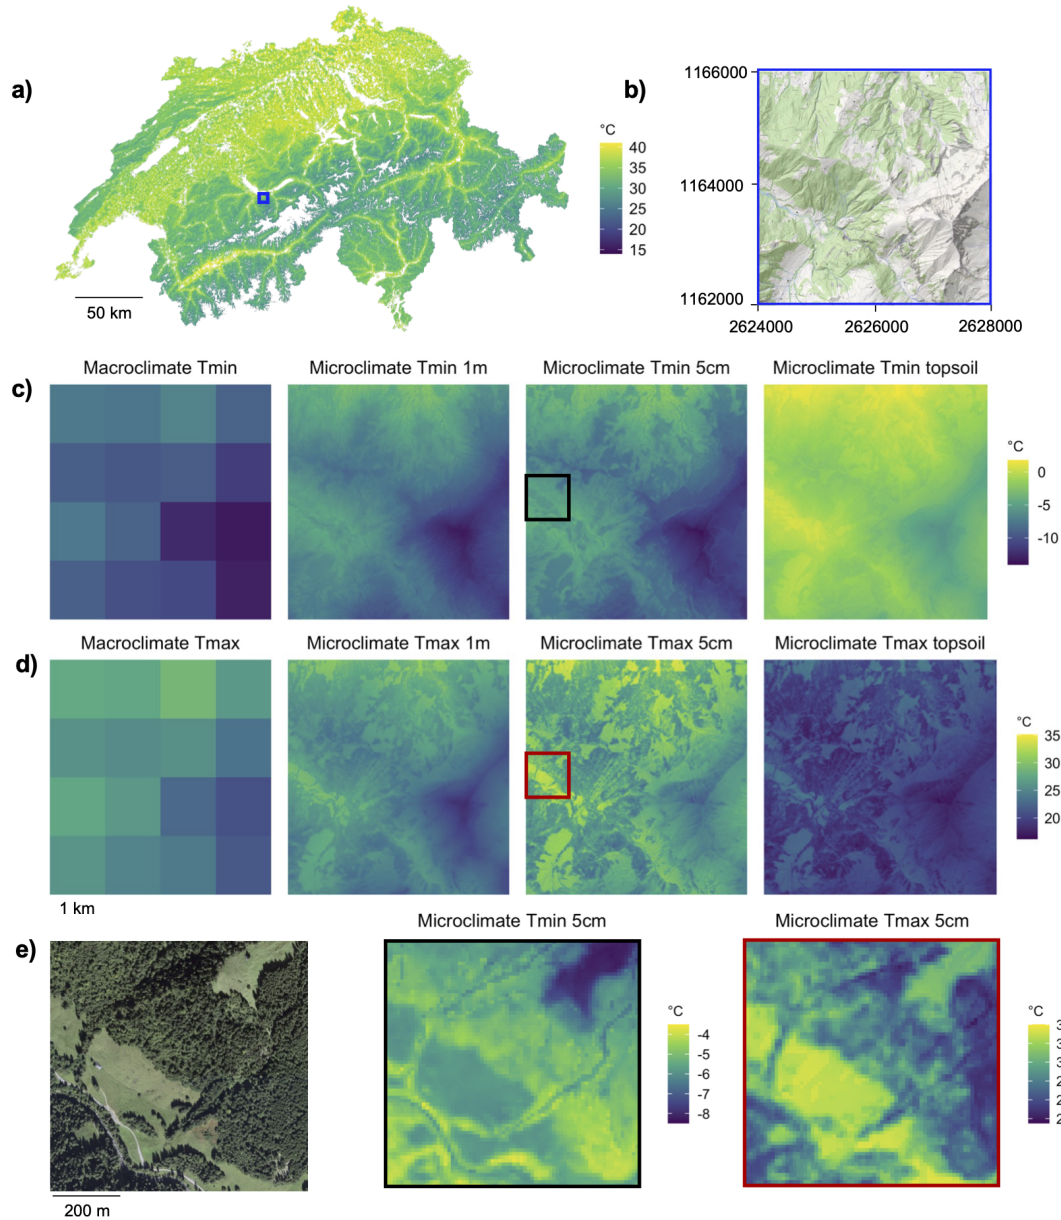 a)
°C
40
35
30
25
20
15
50 km
b)
1166000
1164000
1162000
2624000
2626000
2628000
Macroclimate Tmin
Microclimate Tmin 1m
Microclimate Tmin 5cm
Microclimate Tmin topsoil
c)
°C
0
-5
-10
Macroclimate Tmax
Microclimate Tmax 1m
Microclimate Tmax 5cm
Microclimate Tmax topsoil
d)
°C
35
30
25
20
1 km
Microclimate Tmin 5cm
Microclimate Tmax 5cm
e)
°C
-4
-5
-6
-7
-8
°C
200 m